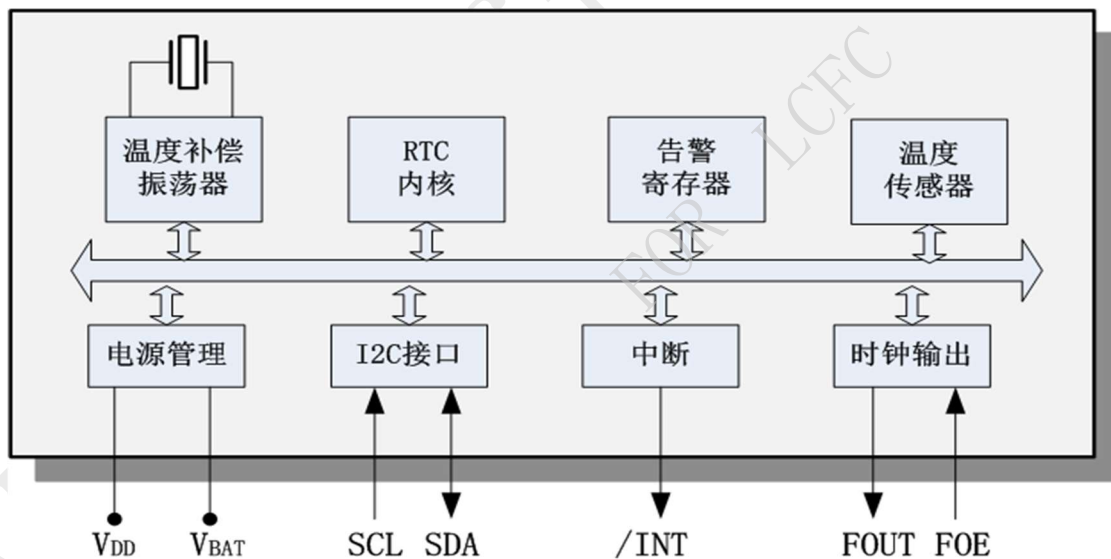 温度补偿
振荡器
RTC
内核
告警
寄存器
温度
传感器
电源管理
I2C接口
中断
时钟输出
VDD
VBAT
SCL
SDA
/INT
FOUT
FOE
FOR LCFC